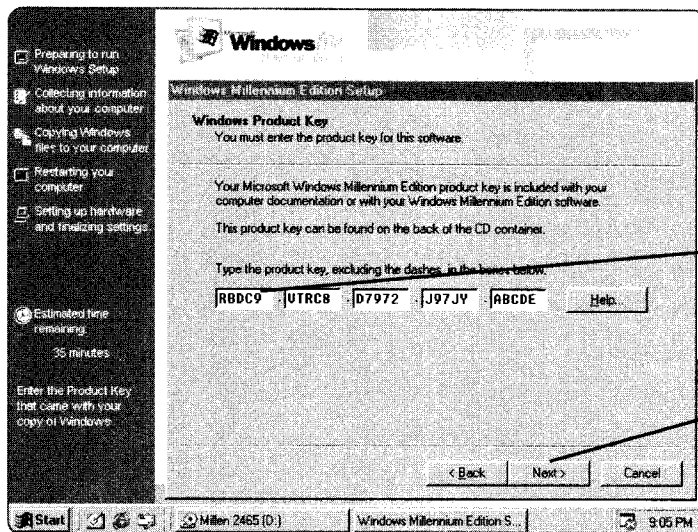 Microsoft
Windows
Preparing to run
Windows Setup
Collecting information
about your computer
Copying Windows
files to your computer
Restarting your
computer
Setting up hardware
and finalizing settings
Estimated time
remaining:
35 minutes
Enter the Product Key
that came with your
copy of Windows
Windows Millennium Edition Setup
Windows Product Key
You must enter the product key for this software.
Your Microsoft Windows Millennium Edition product key is included with your
computer documentation or with your Windows Millennium Edition software.
This product key can be found on the back of the CD container.
Type the product key, excluding the dashes, in the boxes below.
RBDC9 - VTRC8 - D7972 - J97JY - ABCDE Help...
< Back Next > Cancel
Start Millen 2465 (D:) Windows Millennium Edition S... 9:05 PM